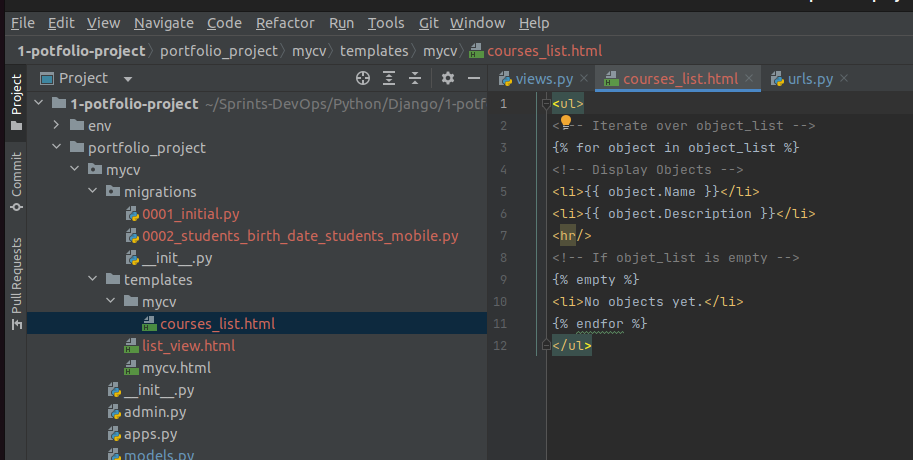 File Edit View Navigate Code Refactor Run Tools Git Window Help
1-potfolio-project portfolio_project mycv templates mycv courses_list.html
Project
Commit
Pull Requests
Project
1-potfolio-project ~/Sprints-DevOps/Python/Django/1-potf
env
portfolio_project
mycv
migrations
0001_initial.py
0002_students_birth_date_students_mobile.py
__init__.py
templates
mycv
courses_list.html
list_view.html
mycv.html
__init__.py
admin.py
apps.py
models.py
views.py courses_list.html urls.py
1 <ul>
2 <!-- Iterate over object_list -->
3 {% for object in object_list %}
4 <!-- Display Objects -->
5 <li>{{ object.Name }}</li>
6 <li>{{ object.Description }}</li>
7 <hr/>
8 <!-- If objet_list is empty -->
9 {% empty %}
10 <li>No objects yet.</li>
11 {% endfor %}
12 </ul>